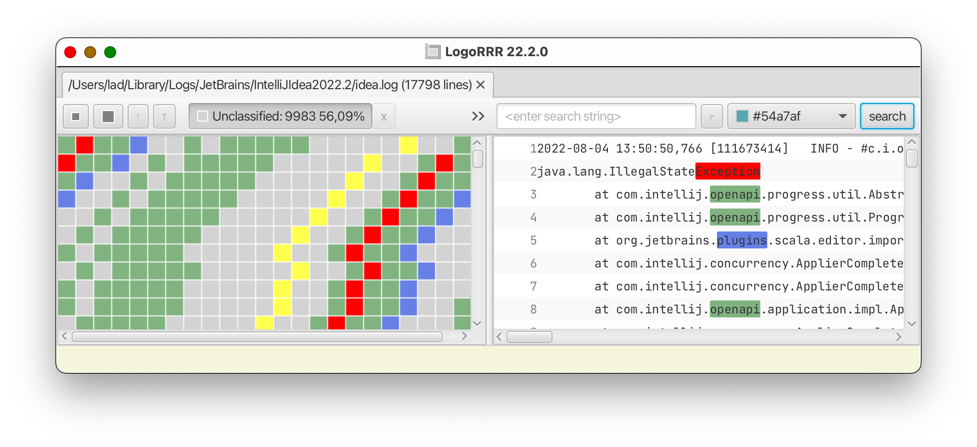 LogoRRR 22.2.0
/Users/lad/Library/Logs/JetBrains/IntelliJIdea2022.2/idea.log (17798 lines) ✕
↑ T Unclassified: 9983 56,09% x >> <enter search string> r #54a7af search
1 2022-08-04 13:50:50,766 [111673414] INFO - #c.i.o
2 java.lang.IllegalStateException
3 at com.intellij.openapi.progress.util.Abstr
4 at com.intellij.openapi.progress.util.Progr
5 at org.jetbrains.plugins.scala.editor.impor
6 at com.intellij.concurrency.ApplierComplete
7 at com.intellij.concurrency.ApplierComplete
8 at com.intellij.openapi.application.impl.Ap